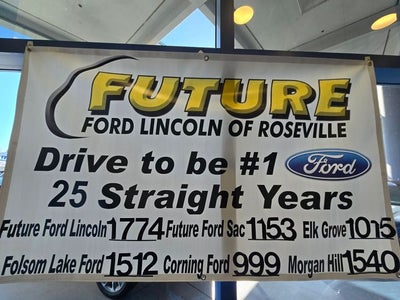 FUTURE
FORD LINCOLN OF ROSEVILLE
Drive to be #1 Ford
25 Straight Years
Future Ford Lincoln 1774 Future Ford Sac 1153 Elk Grove 1015
Folsom Lake Ford 1512 Corning Ford 999 Morgan Hill 1540